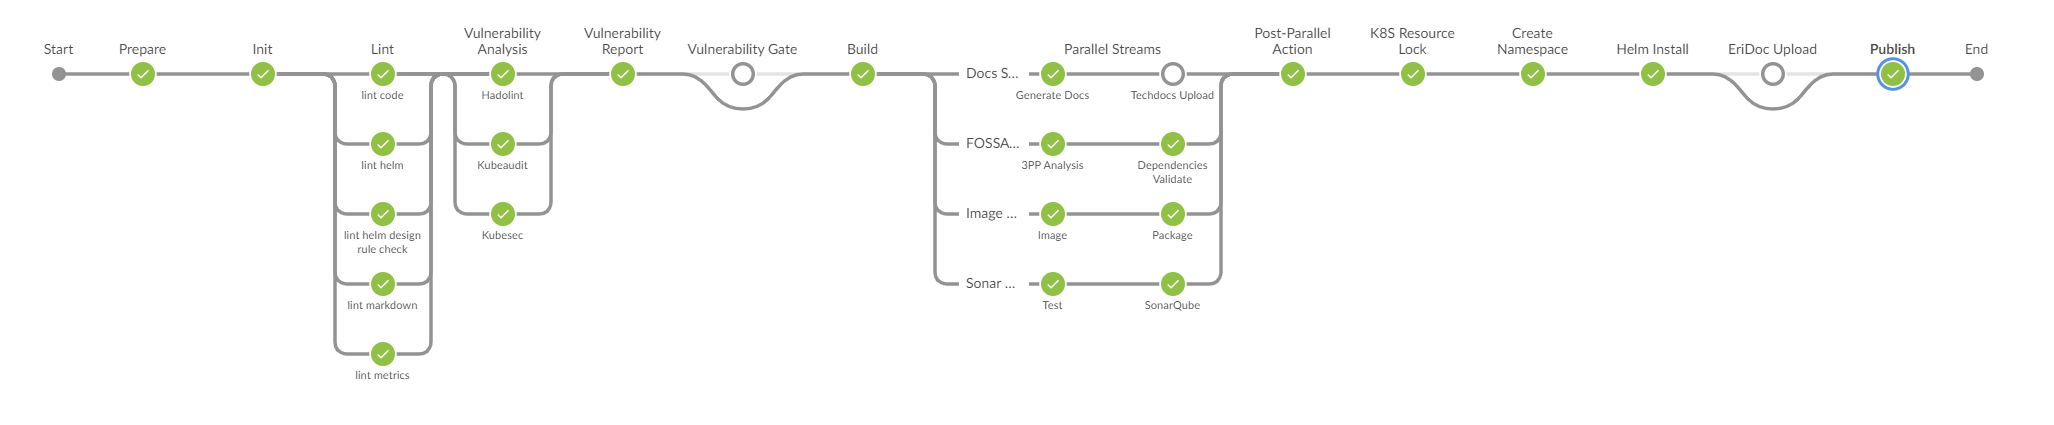 Start
Prepare
Init
Lint
Vulnerability
Analysis
Vulnerability
Report
Vulnerability Gate
Build
Parallel Streams
Post-Parallel
Action
K8S Resource
Lock
Create
Namespace
Helm Install
EriDoc Upload
Publish
End
lint code
lint helm
lint helm design
rule check
lint markdown
lint metrics
Hadolint
Kubeaudit
Kubesec
Docs S...
Generate Docs
Techdocs Upload
FOSSA...
3PP Analysis
Dependencies
Validate
Image ...
Image
Package
Sonar ...
Test
SonarQube